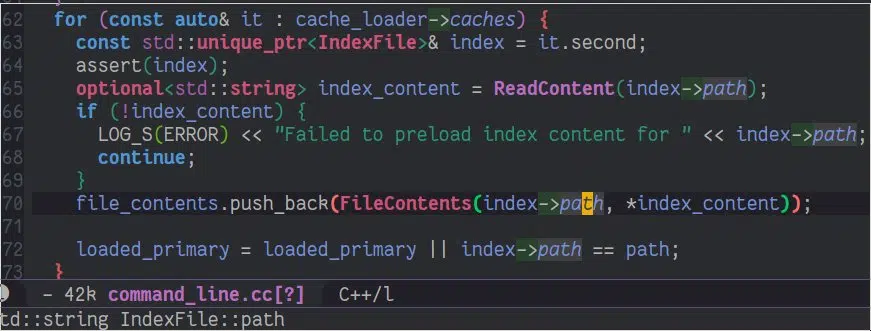 62 for (const auto& it : cache_loader->caches) {
63 const std::unique_ptr<IndexFile>& index = it.second;
64 assert(index);
65 optional<std::string> index_content = ReadContent(index->path);
66 if (!index_content) {
67 LOG_S(ERROR) << "Failed to preload index content for " << index->path;
68 continue;
69 }
70 file_contents.push_back(FileContents(index->path, *index_content));
71
72 loaded_primary = loaded_primary || index->path == path;
73 }
- 42k command_line.cc[?] C++/l
td::string IndexFile::path